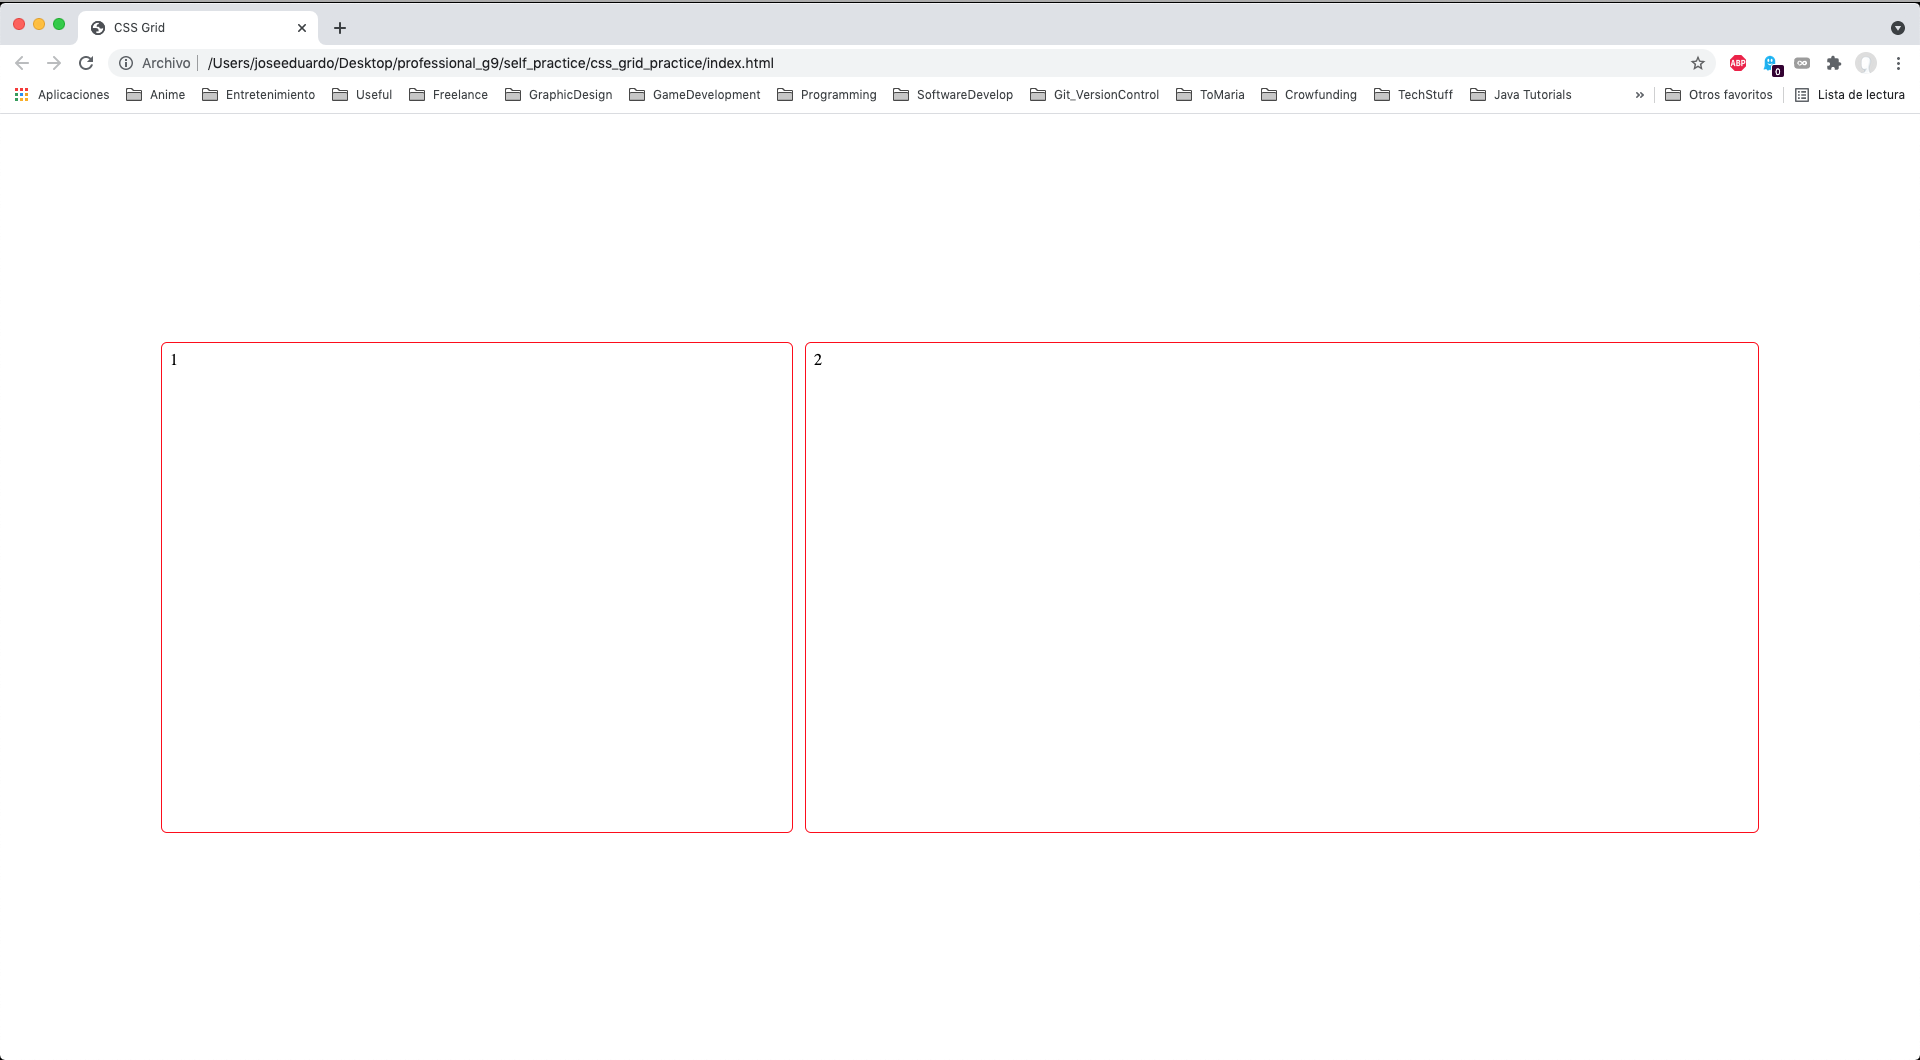 CSS Grid
Archivo /Users/joseeduardo/Desktop/professional_g9/self_practice/css_grid_practice/index.html ABP 0
Aplicaciones Anime Entretenimiento Useful Freelance GraphicDesign GameDevelopment Programming SoftwareDevelop Git_VersionControl ToMaria Crowfunding TechStuff Java Tutorials » Otros favoritos Lista de lectura
1 2